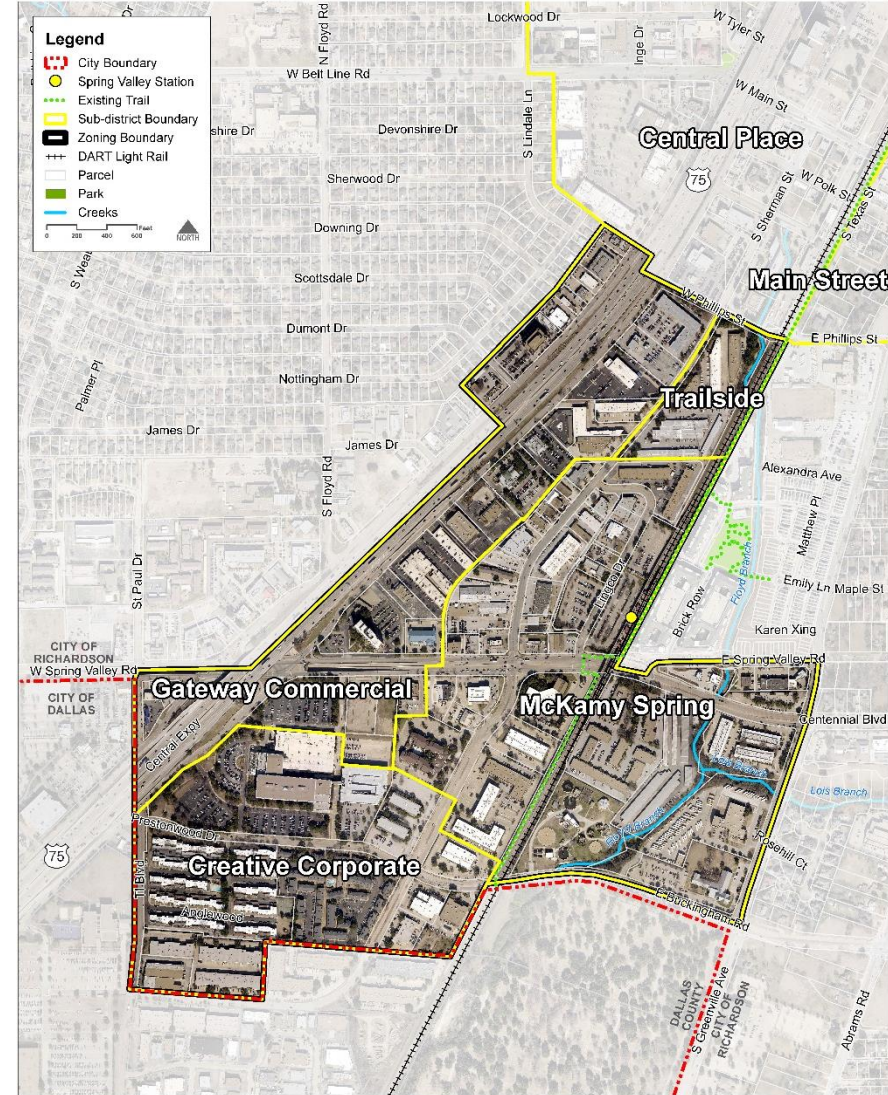 Legend
City Boundary
Spring Valley Station
Existing Trail
Sub-district Boundary
Zoning Boundary
DART Light Rail
Parcel
Park
Creeks
0 200 400 600 Feet
NORTH
Lockwood Dr
W Tyler St
N Floyd Rd
Inge Dr
W Belt Line Rd
W Main St
S Lindale Ln
shire Dr
Devonshire Dr
Central Place
75
Sherwood Dr
W Polk St
S Sherman St
S Texas St
Downing Dr
S Weat
Scottsdale Dr
Main Street
W Phillips St
Dumont Dr
E Phillips St
Palmer Pl
Nottingham Dr
Trailside
James Dr
James Dr
S Floyd Rd
Alexandra Ave
Matthew Pl
Floyd Branch
Emily Ln
Maple St
St Paul Dr
Lingco Dr
Brick Row
Karen Xing
CITY OF
RICHARDSON
W Spring Valley Rd
E Spring Valley Rd
CITY OF
DALLAS
Gateway Commercial
McKamy Spring
Centennial Blvd
Central Expy
Lois Branch
Lois Branch
Prestonwood Dr
75
Rosehill Ct
Creative Corporate
TI Blvd
Anglewood
E Buckingham Rd
DALLAS
COUNTY
CITY OF
RICHARDSON
S Greenville Ave
Abrams Rd